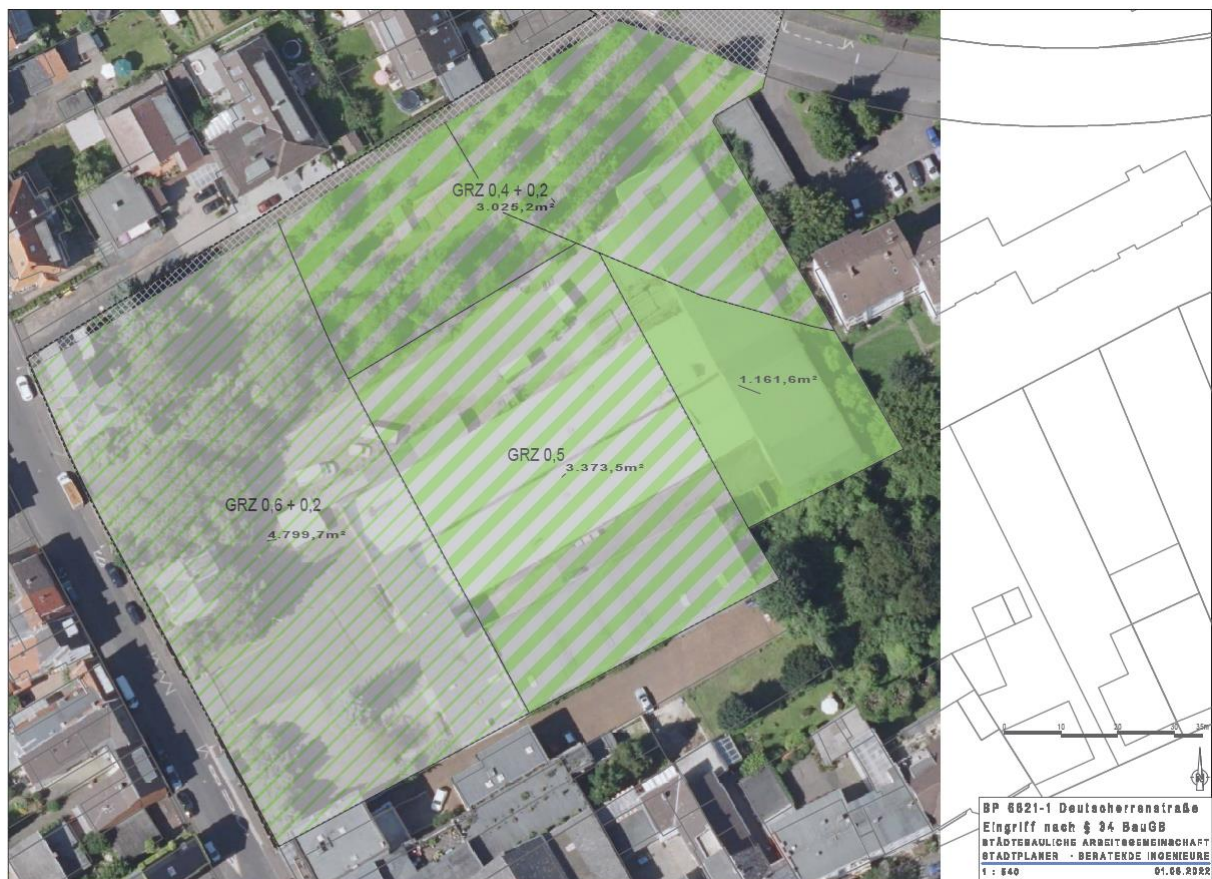 GRZ 0,4 + 0,2
3.025,2m²
1.161,6m²
GRZ 0,5
3.373,5m²
GRZ 0,6 + 0,2
4.799,7m²
0 10 20 30 35m
BP 6621-1 Deutscherrenstraße
Eingriff nach § 34 BauGB
STÄDTEBAULICHE ARBEITSGEMEINSCHAFT
STADTPLANER - BERATENDE INGENIEURE
1 : 540 01.06.2022